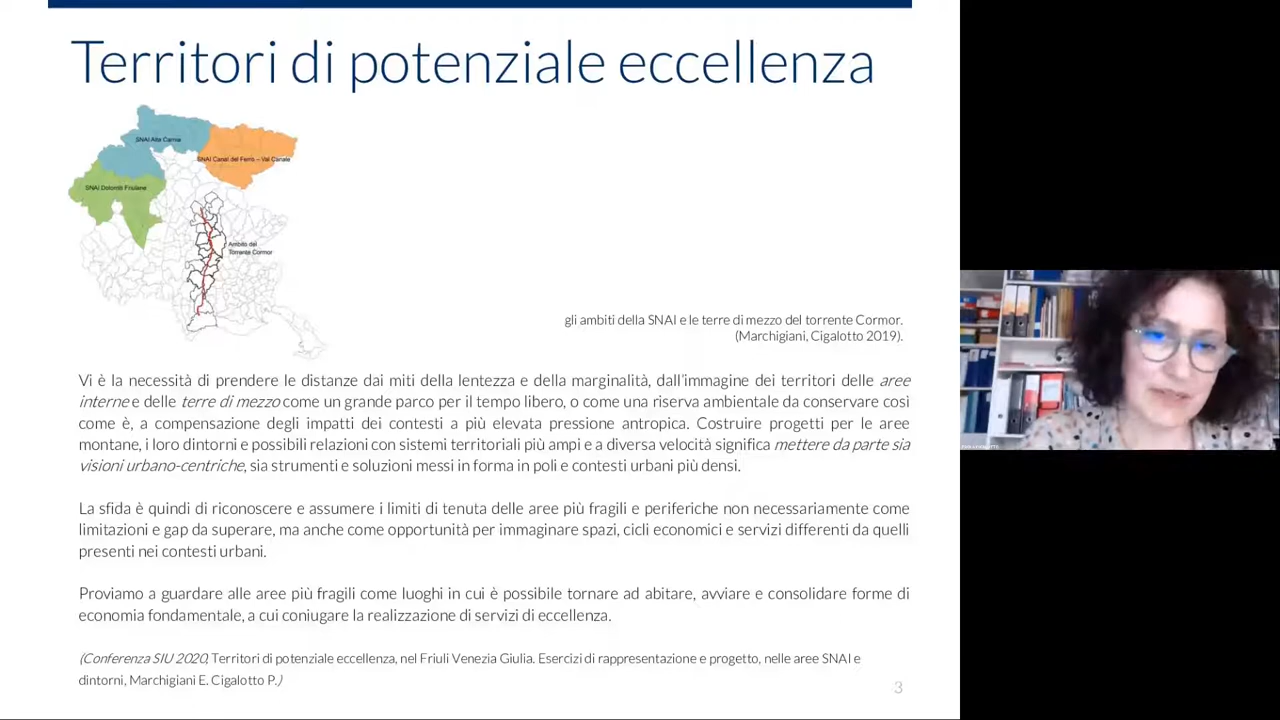 Territori di potenziale eccellenza
SNAI Alta Carnia
SNAI Canal del Ferro – Val Canale
SNAI Dolomiti Friulane
Ambito del
Torrente Cormor
gli ambiti della SNAI e le terre di mezzo del torrente Cormor.
(Marchigiani, Cigalotto 2019).
Vi è la necessità di prendere le distanze dai miti della lentezza e della marginalità, dall'immagine dei territori delle aree
interne e delle terre di mezzo come un grande parco per il tempo libero, o come una riserva ambientale da conservare così
come è, a compensazione degli impatti dei contesti a più elevata pressione antropica. Costruire progetti per le aree
montane, i loro dintorni e possibili relazioni con sistemi territoriali più ampi e a diversa velocità significa mettere da parte sia
visioni urbano-centriche, sia strumenti e soluzioni messi in forma in poli e contesti urbani più densi.
La sfida è quindi di riconoscere e assumere i limiti di tenuta delle aree più fragili e periferiche non necessariamente come
limitazioni e gap da superare, ma anche come opportunità per immaginare spazi, cicli economici e servizi differenti da quelli
presenti nei contesti urbani.
Proviamo a guardare alle aree più fragili come luoghi in cui è possibile tornare ad abitare, avviare e consolidare forme di
economia fondamentale, a cui coniugare la realizzazione di servizi di eccellenza.
(Conferenza SIU 2020, Territori di potenziale eccellenza, nel Friuli Venezia Giulia. Esercizi di rappresentazione e progetto, nelle aree SNAI e
dintorni, Marchigiani E. Cigalotto P.)
3